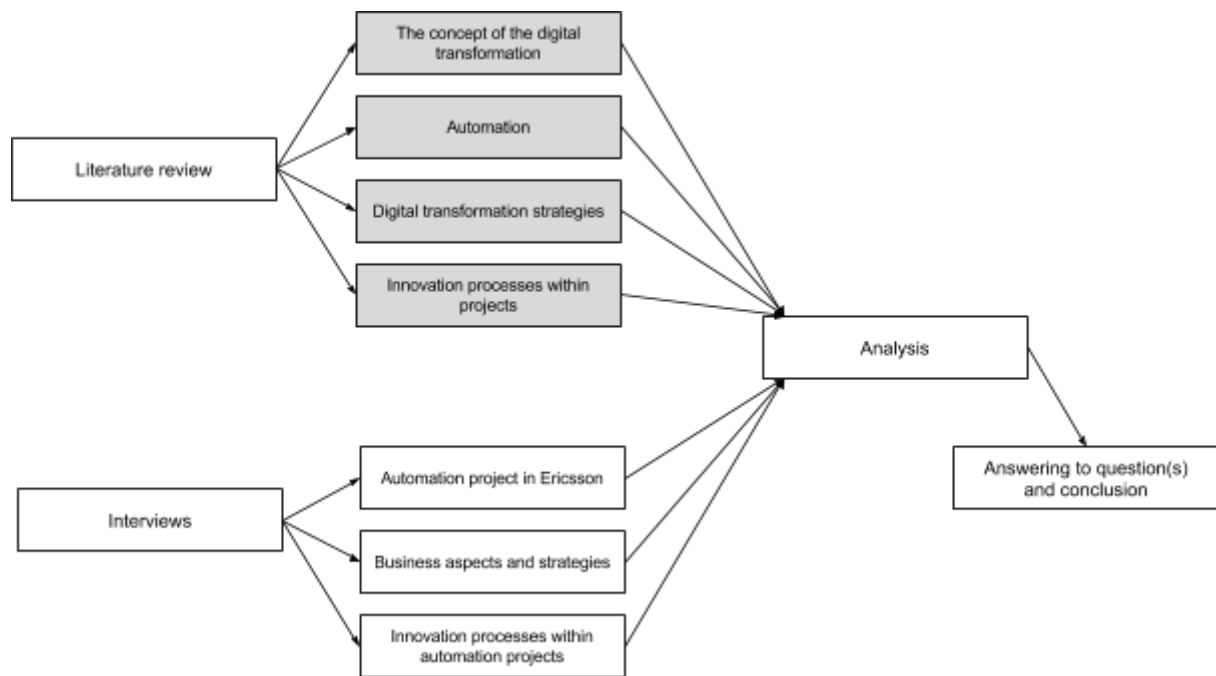 The concept of the digital
transformation
Automation
Literature review
Digital transformation strategies
Innovation processes within
projects
Analysis
Automation project in Ericsson
Answering to question(s)
and conclusion
Interviews
Business aspects and strategies
Innovation processes within
automation projects